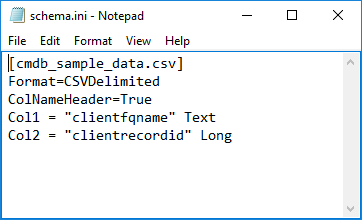 schema.ini - Notepad
File Edit Format View Help
[cmdb_sample_data.csv]
Format=CSVDelimited
ColNameHeader=True
Col1 = "clientfqname" Text
Col2 = "clientrecordid" Long